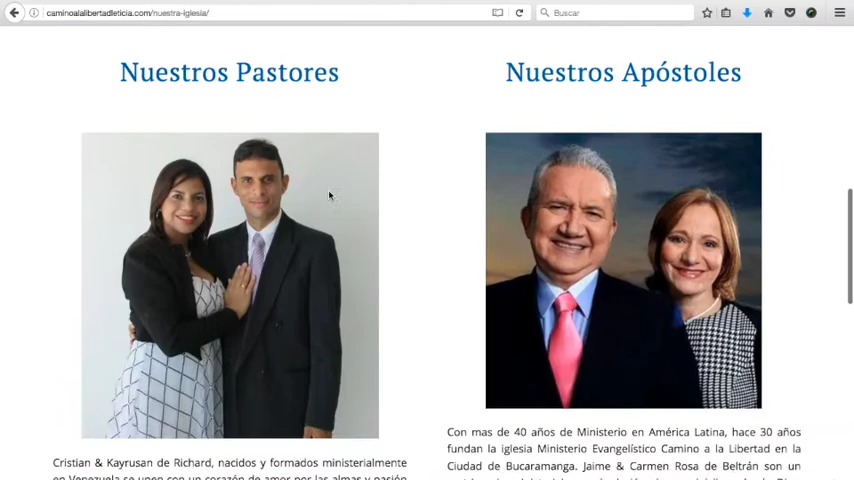 caminoalalibertadleticia.com/nuestra-iglesia/
Buscar
Nuestros Pastores
Nuestros Apóstoles
Con mas de 40 años de Ministerio en América Latina, hace 30 años
fundan la iglesia Ministerio Evangelístico Camino a la Libertad en la
Ciudad de Bucaramanga. Jaime & Carmen Rosa de Beltrán son un
Cristian & Kayrusan de Richard, nacidos y formados ministerialmente
en Venezuela se unen con un corazón de amor por las almas y pasión